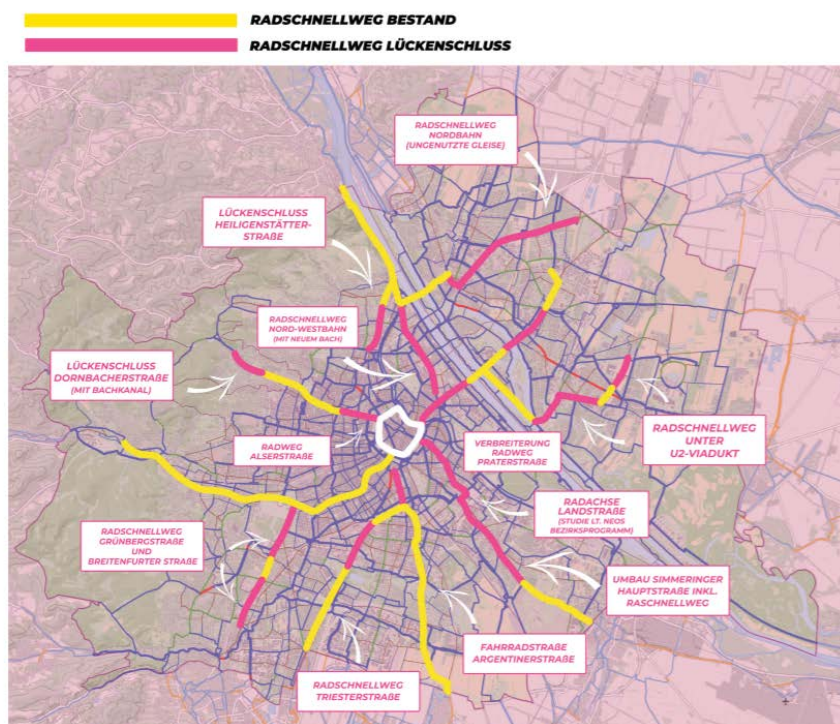 RADSCHNELLWEG BESTAND
RADSCHNELLWEG LÜCKENSCHLUSS
RADSCHNELLWEG
NORDBAHN
(UNGENUTZTE GLEISE)
LÜCKENSCHLUSS
HEILIGENSTÄTTER-
STRAßE
RADSCHNELLWEG
NORD-WESTBAHN
(MIT NEUEM BACH)
LÜCKENSCHLUSS
DORNBACHERSTRAßE
(MIT BACHKANAL)
RADWEG
ALSERSTRAßE
VERBREITERUNG
RADWEG
PRATERSTRAßE
RADSCHNELLWEG
UNTER
U2-VIADUKT
RADACHSE
LANDSTRAßE
(STUDIE LT. NEOS
BEZIRKSPROGRAMM)
RADSCHNELLWEG
GRÜNBERGSTRAßE
UND
BREITENFURTER STRAßE
UMBAU SIMMERINGER
HAUPTSTRAßE INKL.
RASCHNELLWEG
FAHRRADSTRAßE
ARGENTINERSTRAßE
RADSCHNELLWEG
TRIESTERSTRAßE